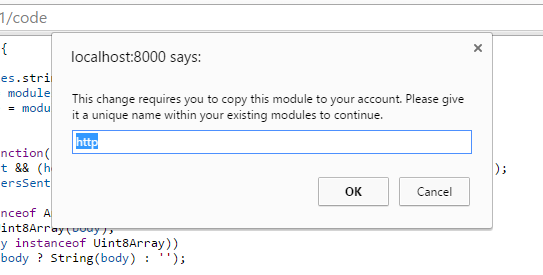 1/code
{
localhost:8000 says:
×
es.stri
module
This change requires you to copy this module to your account. Please give
= modu
it a unique name within your existing modules to continue.
http
nction(
t && (h
);
ersSent
OK
Cancel
anceof A
int8Array(body);
y instanceof Uint8Array))
body ? String(body) : '');